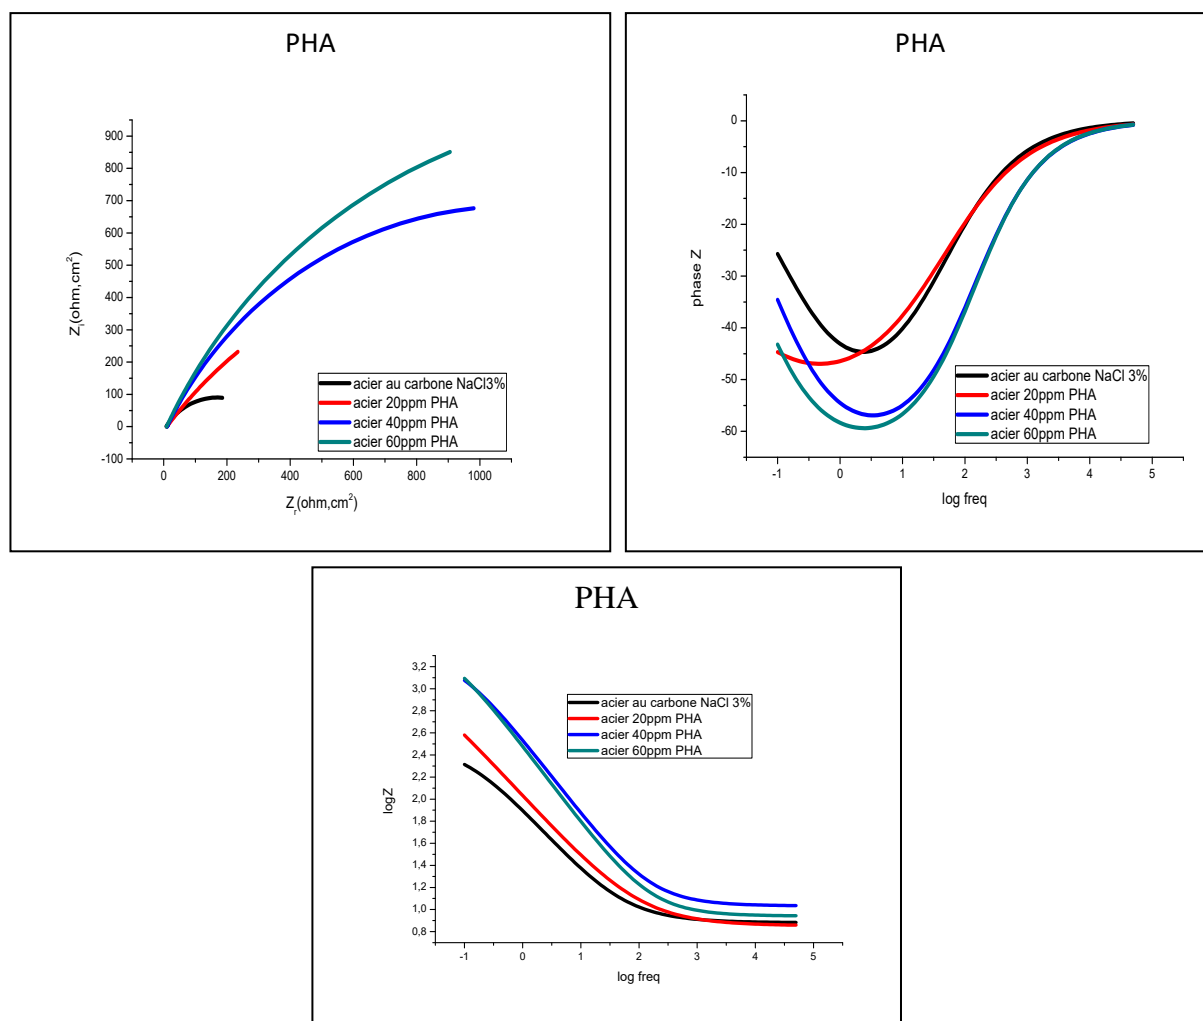 PHA
900
800
700
600
500
400
300
200
100
0
-100
0 200 400 600 800 1000
Zi(ohm,cm²)
Zr(ohm,cm²)
acier au carbone NaCl3%
acier 20ppm PHA
acier 40ppm PHA
acier 60ppm PHA
PHA
0
-10
-20
-30
-40
-50
-60
-1 0 1 2 3 4 5
phase Z
log freq
acier au carbone NaCl 3%
acier 20ppm PHA
acier 40ppm PHA
acier 60ppm PHA
PHA
3,2
3,0
2,8
2,6
2,4
2,2
2,0
1,8
1,6
1,4
1,2
1,0
0,8
-1 0 1 2 3 4 5
logZ
log freq
acier au carbone NaCl 3%
acier 20ppm PHA
acier 40ppm PHA
acier 60ppm PHA